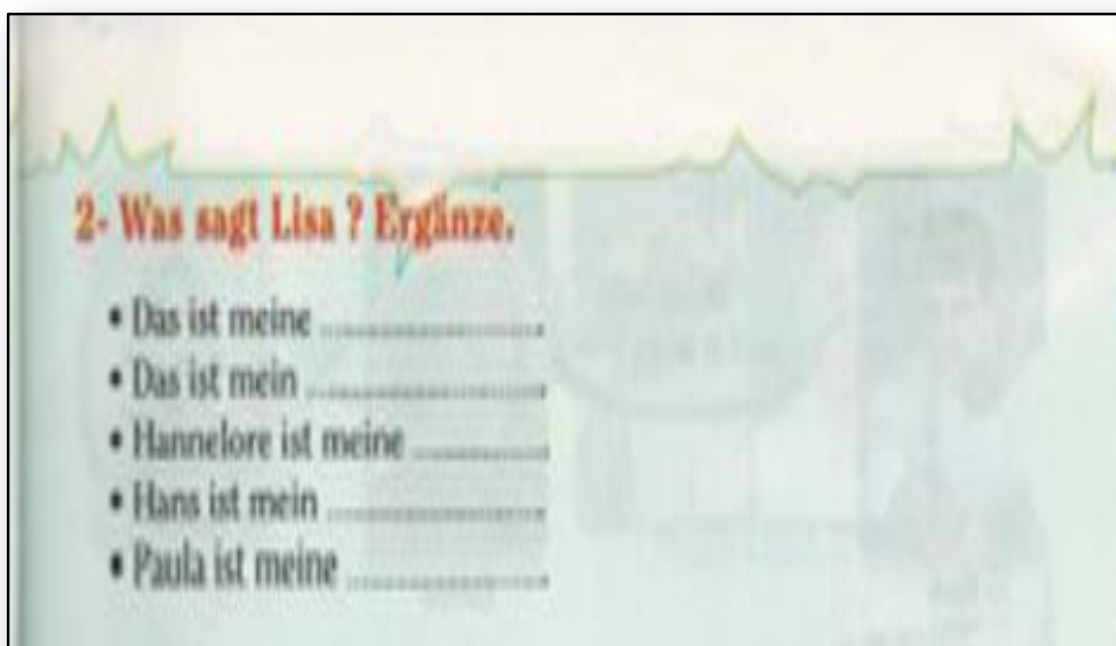 2- Was sagt Lisa ? Ergänze.
• Das ist meine ........................
• Das ist mein ........................
• Hannelore ist meine ........................
• Hans ist mein ........................
• Paula ist meine ........................